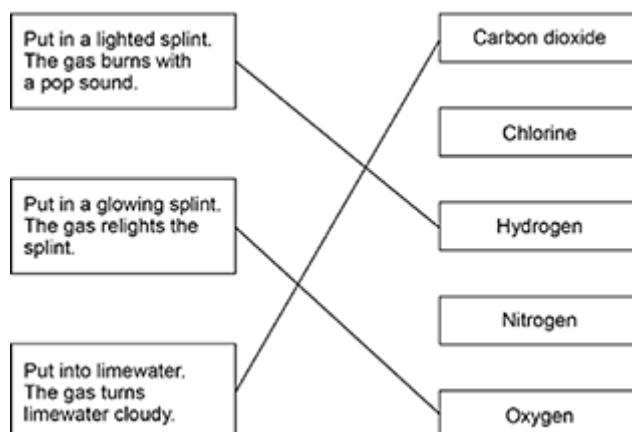 Put in a lighted splint.
The gas burns with
a pop sound.
Put in a glowing splint.
The gas relights the
splint.
Put into limewater.
The gas turns
limewater cloudy.
Carbon dioxide
Chlorine
Hydrogen
Nitrogen
Oxygen